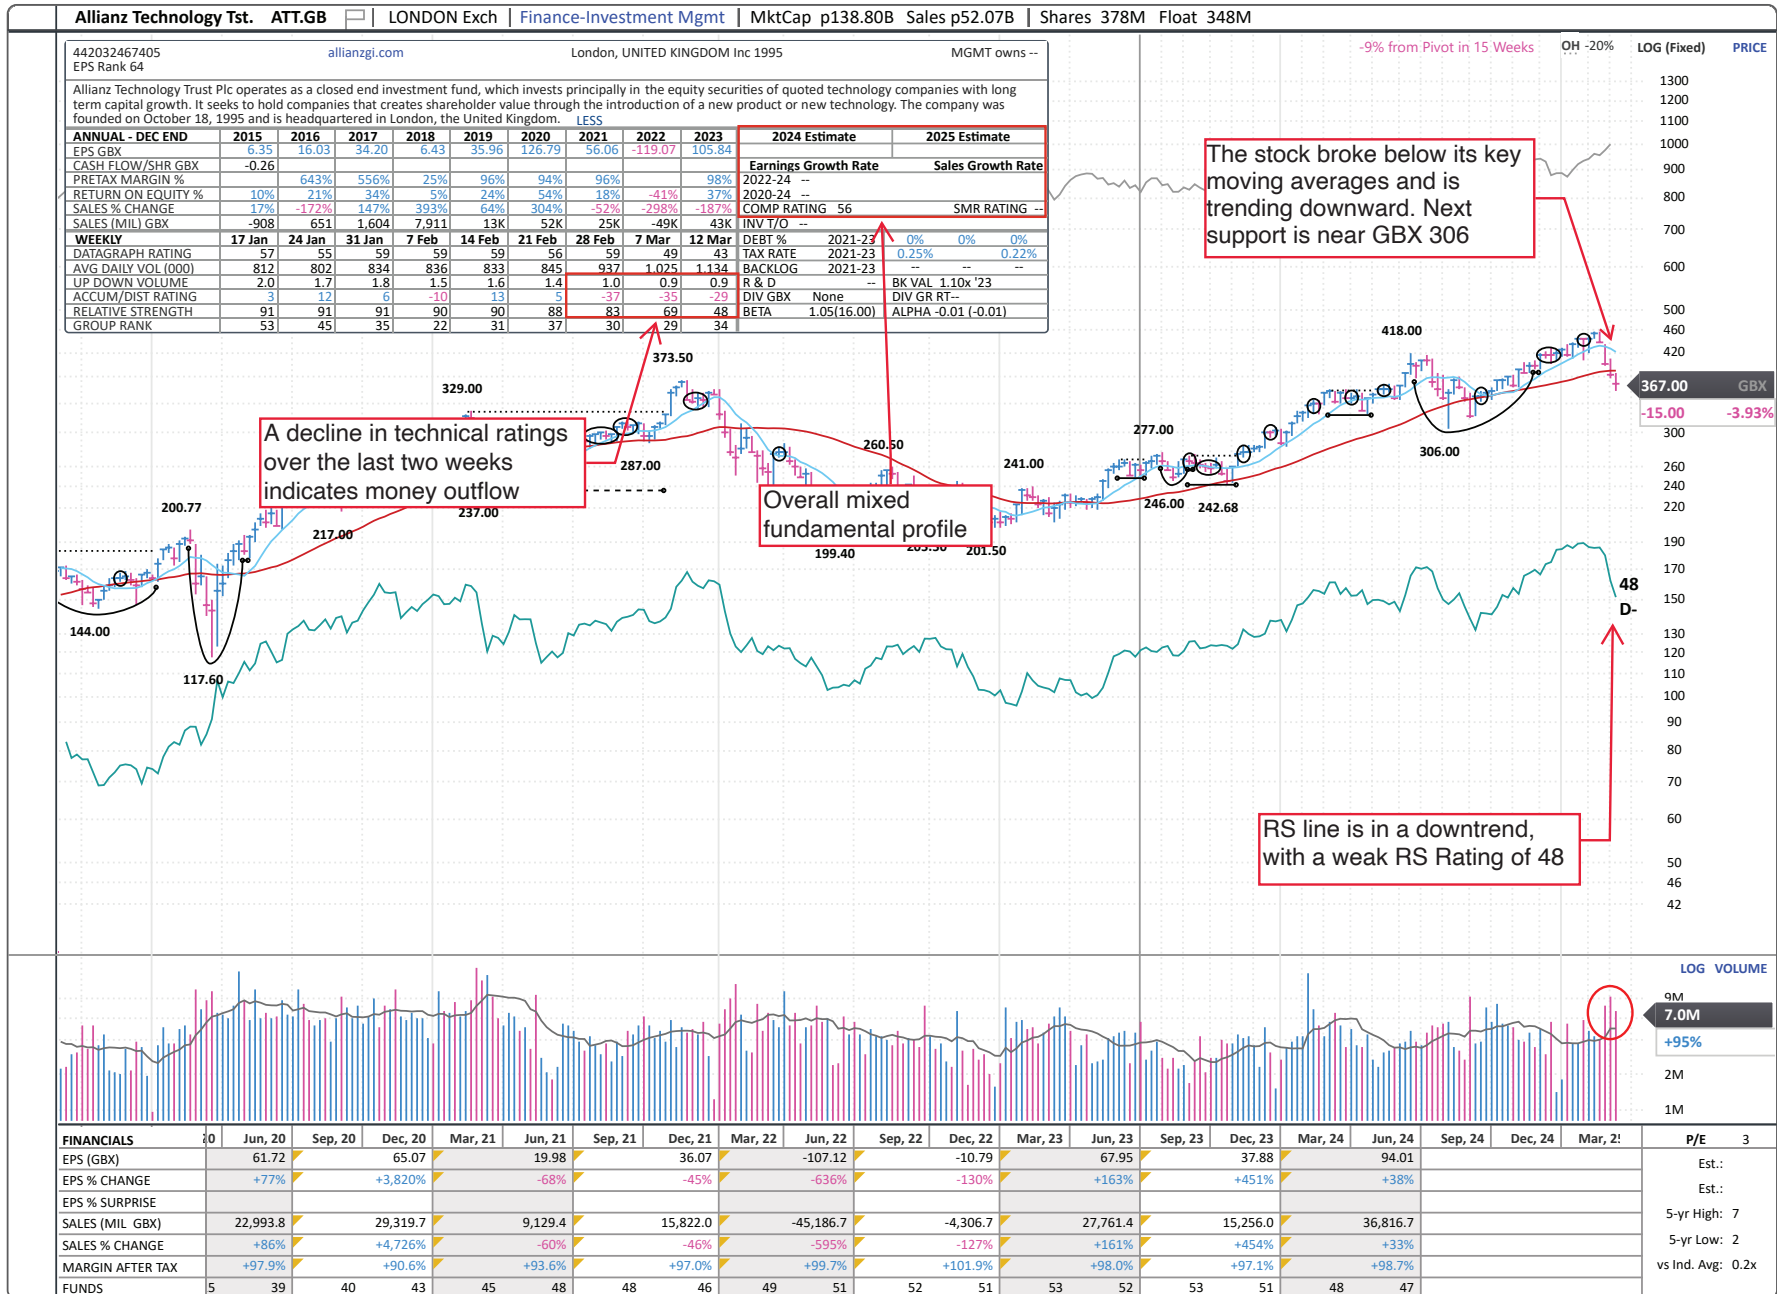 Allianz Technology Tst. ATT.GB LONDON Exch Finance-Investment Mgmt MktCap p138.80B Sales p52.07B Shares 378M Float 348M
442032467405 allianzgi.com London, UNITED KINGDOM Inc 1995 MGMT owns --
EPS Rank 64
Allianz Technology Trust Plc operates as a closed end investment fund, which invests principally in the equity securities of quoted technology companies with long
term capital growth. It seeks to hold companies that creates shareholder value through the introduction of a new product or new technology. The company was
founded on October 18, 1995 and is headquartered in London, the United Kingdom. LESS
ANNUAL - DEC END 2015 2016 2017 2018 2019 2020 2021 2022 2023 2024 Estimate 2025 Estimate
EPS GBX 6.35 16.03 34.20 6.43 35.96 126.79 56.06 -119.07 105.84
CASH FLOW/SHR GBX -0.26 Earnings Growth Rate Sales Growth Rate
PRETAX MARGIN % 643% 556% 25% 96% 94% 96% 98% 2022-24 --
RETURN ON EQUITY % 10% 21% 34% 5% 24% 54% 18% -41% 37% 2020-24 --
SALES % CHANGE 17% -172% 147% 393% 64% 304% -52% -298% -187% COMP RATING 56 SMR RATING --
SALES (MIL) GBX -908 651 1,604 7,911 13K 52K 25K -49K 43K INV T/O --
WEEKLY 17 Jan 24 Jan 31 Jan 7 Feb 14 Feb 21 Feb 28 Feb 7 Mar 12 Mar DEBT % 2021-23 0% 0% 0%
DATAGRAPH RATING 57 55 59 59 59 56 59 49 43 TAX RATE 2021-23 0.25% 0.22%
AVG DAILY VOL (000) 812 802 834 836 833 845 937 1,025 1,134 BACKLOG 2021-23 -- -- --
UP DOWN VOLUME 2.0 1.7 1.8 1.5 1.6 1.4 1.0 0.9 0.9 R & D -- BK VAL 1.10x '23
ACCUM/DIST RATING 3 12 6 -10 13 5 -37 -35 -29 DIV GBX None DIV GR RT--
RELATIVE STRENGTH 91 91 91 90 90 88 83 69 48 BETA 1.05(16.00) ALPHA -0.01 (-0.01)
GROUP RANK 53 45 35 22 31 37 30 29 34
-9% from Pivot in 15 Weeks OH -20% LOG (Fixed) PRICE
1300
1200
1100
1000
900
800
700
600
500
460
420
367.00 GBX
-15.00 -3.93%
300
260
240
220
190
170
150
130
120
110
100
90
80
70
60
50
46
42
The stock broke below its key
moving averages and is
trending downward. Next
support is near GBX 306
A decline in technical ratings
over the last two weeks
indicates money outflow
Overall mixed
fundamental profile
RS line is in a downtrend,
with a weak RS Rating of 48
144.00
200.77
117.60
217.00
329.00
237.00
287.00
373.50
260.50
199.40
201.50
241.00
277.00
246.00
242.68
418.00
306.00
48
D-
LOG VOLUME
9M
7.0M
+95%
2M
1M
FINANCIALS Jun, 20 Sep, 20 Dec, 20 Mar, 21 Jun, 21 Sep, 21 Dec, 21 Mar, 22 Jun, 22 Sep, 22 Dec, 22 Mar, 23 Jun, 23 Sep, 23 Dec, 23 Mar, 24 Jun, 24 Sep, 24 Dec, 24 P/E 3
EPS (GBX) 61.72 65.07 19.98 36.07 -107.12 -10.79 67.95 37.88 94.01 Est.:
EPS % CHANGE +77% +3,820% -68% -45% -636% -130% +163% +451% +38% Est.:
EPS % SURPRISE
SALES (MIL GBX) 22,993.8 29,319.7 9,129.4 15,822.0 -45,186.7 -4,306.7 27,761.4 15,256.0 36,816.7 5-yr High: 7
SALES % CHANGE +86% +4,726% -60% -46% -595% -127% +161% +454% +33% 5-yr Low: 2
MARGIN AFTER TAX +97.9% +90.6% +93.6% +97.0% +99.7% +101.9% +98.0% +97.1% +98.7% vs Ind. Avg: 0.2x
FUNDS 5 39 40 43 45 48 48 46 49 51 52 51 53 52 53 51 48 47